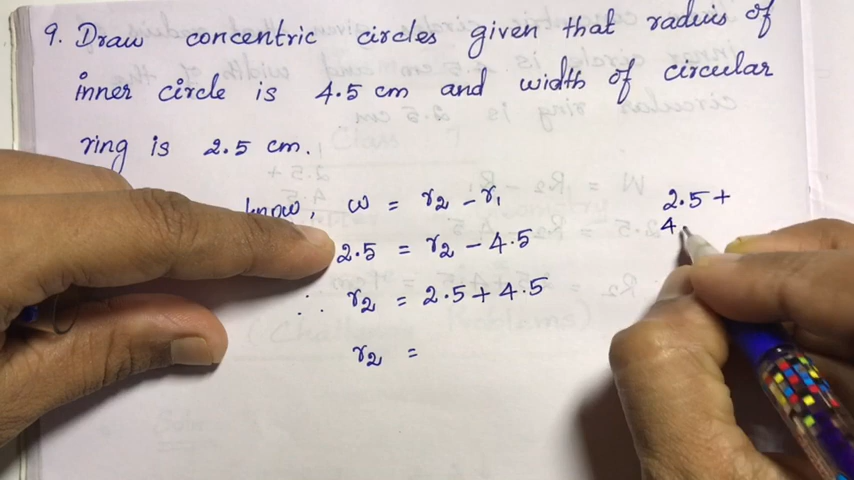 9. Draw concentric circles given that radius of
inner circle is 4.5 cm and width of circular
ring is 2.5 cm.
know, w = r₂ - r₁
2.5 = r₂ - 4.5
∴ r₂ = 2.5 + 4.5
r₂ =
2.5 +
4.